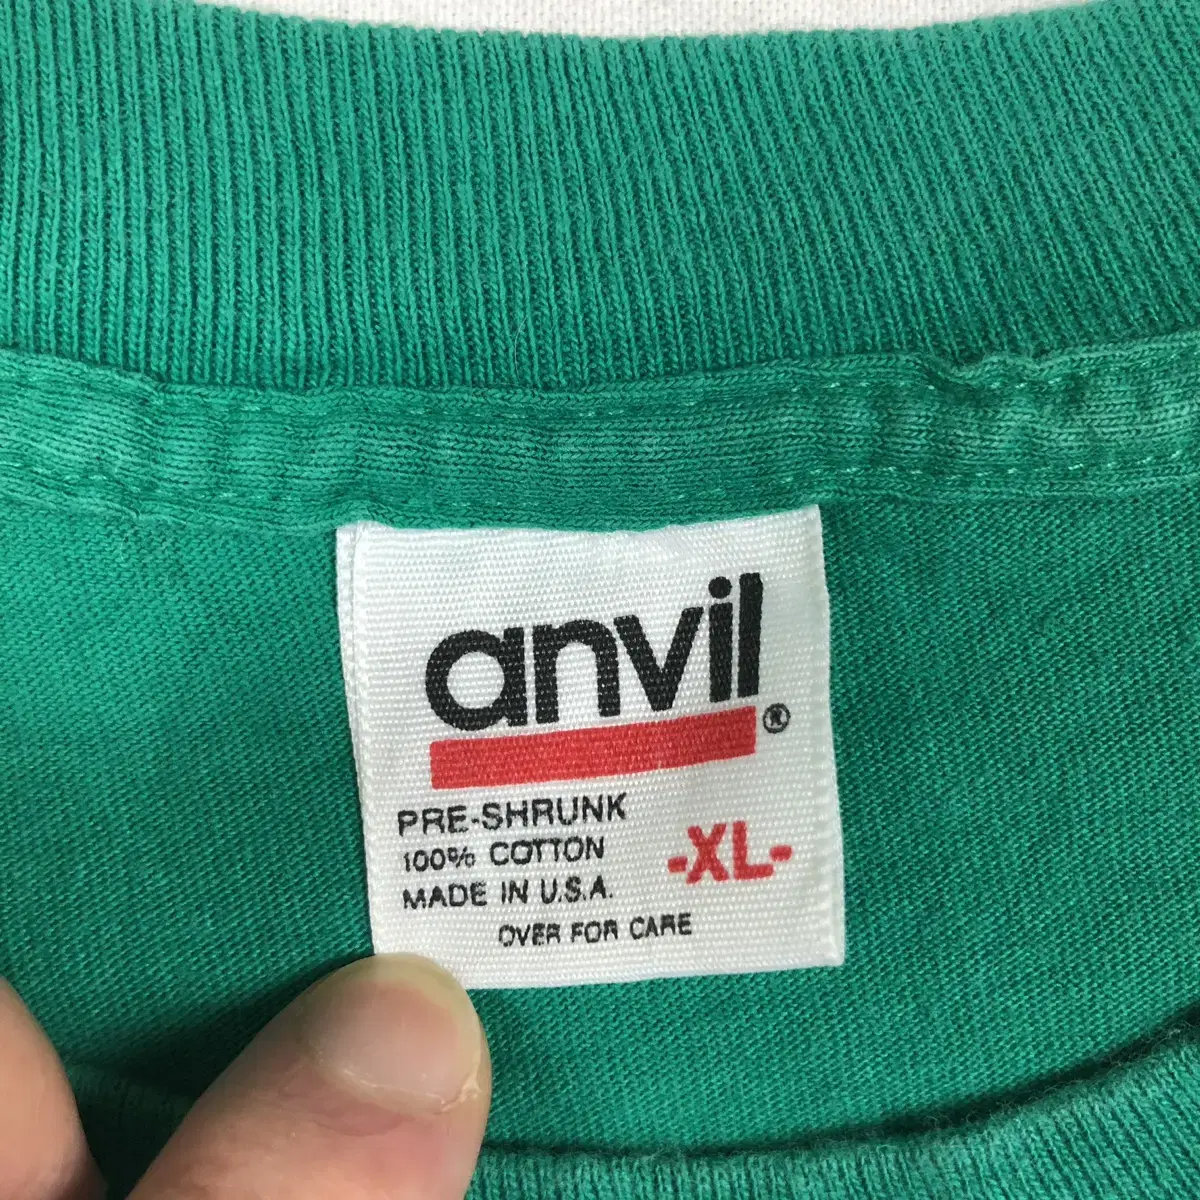 anvil®
PRE-SHRUNK
100% COTTON
-XL-
MADE IN U.S.A.
OVER FOR CARE